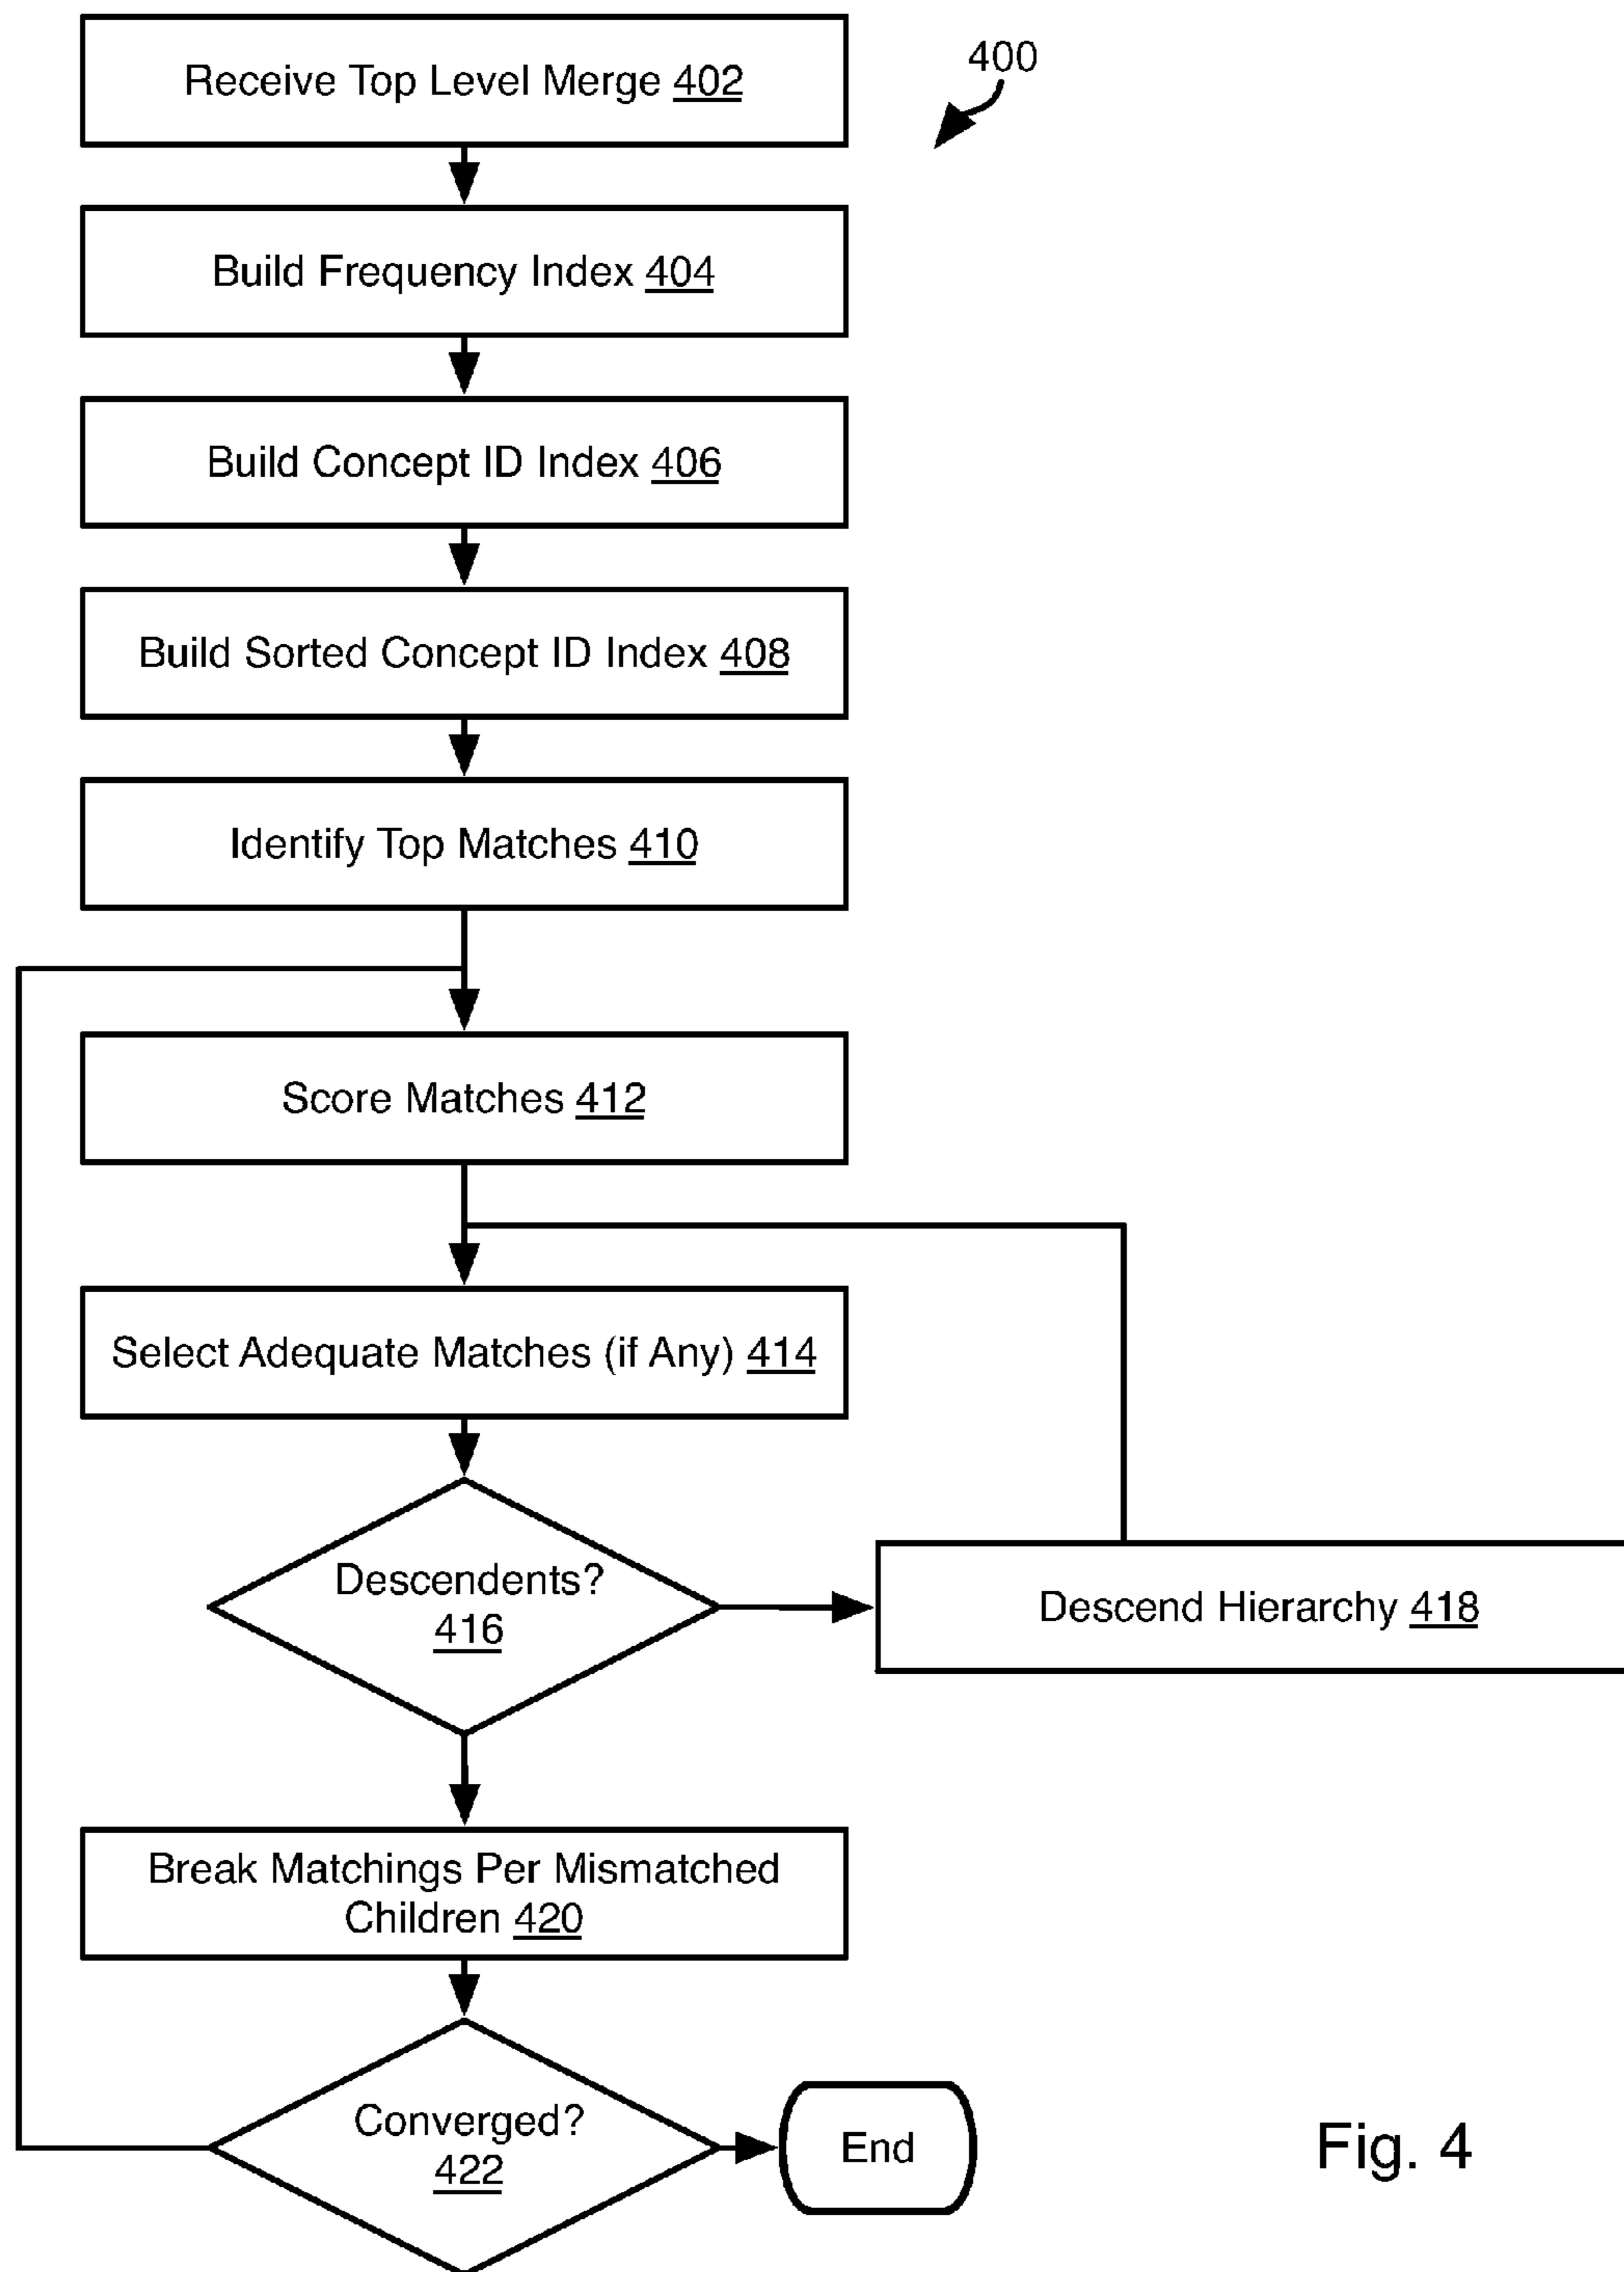 Receive Top Level Merge 402
400
Build Frequency Index 404
Build Concept ID Index 406
Build Sorted Concept ID Index 408
Identify Top Matches 410
Score Matches 412
Select Adequate Matches (if Any) 414
Descendents?
416
Descend Hierarchy 418
Break Matchings Per Mismatched
Children 420
Converged?
422
End
Fig. 4